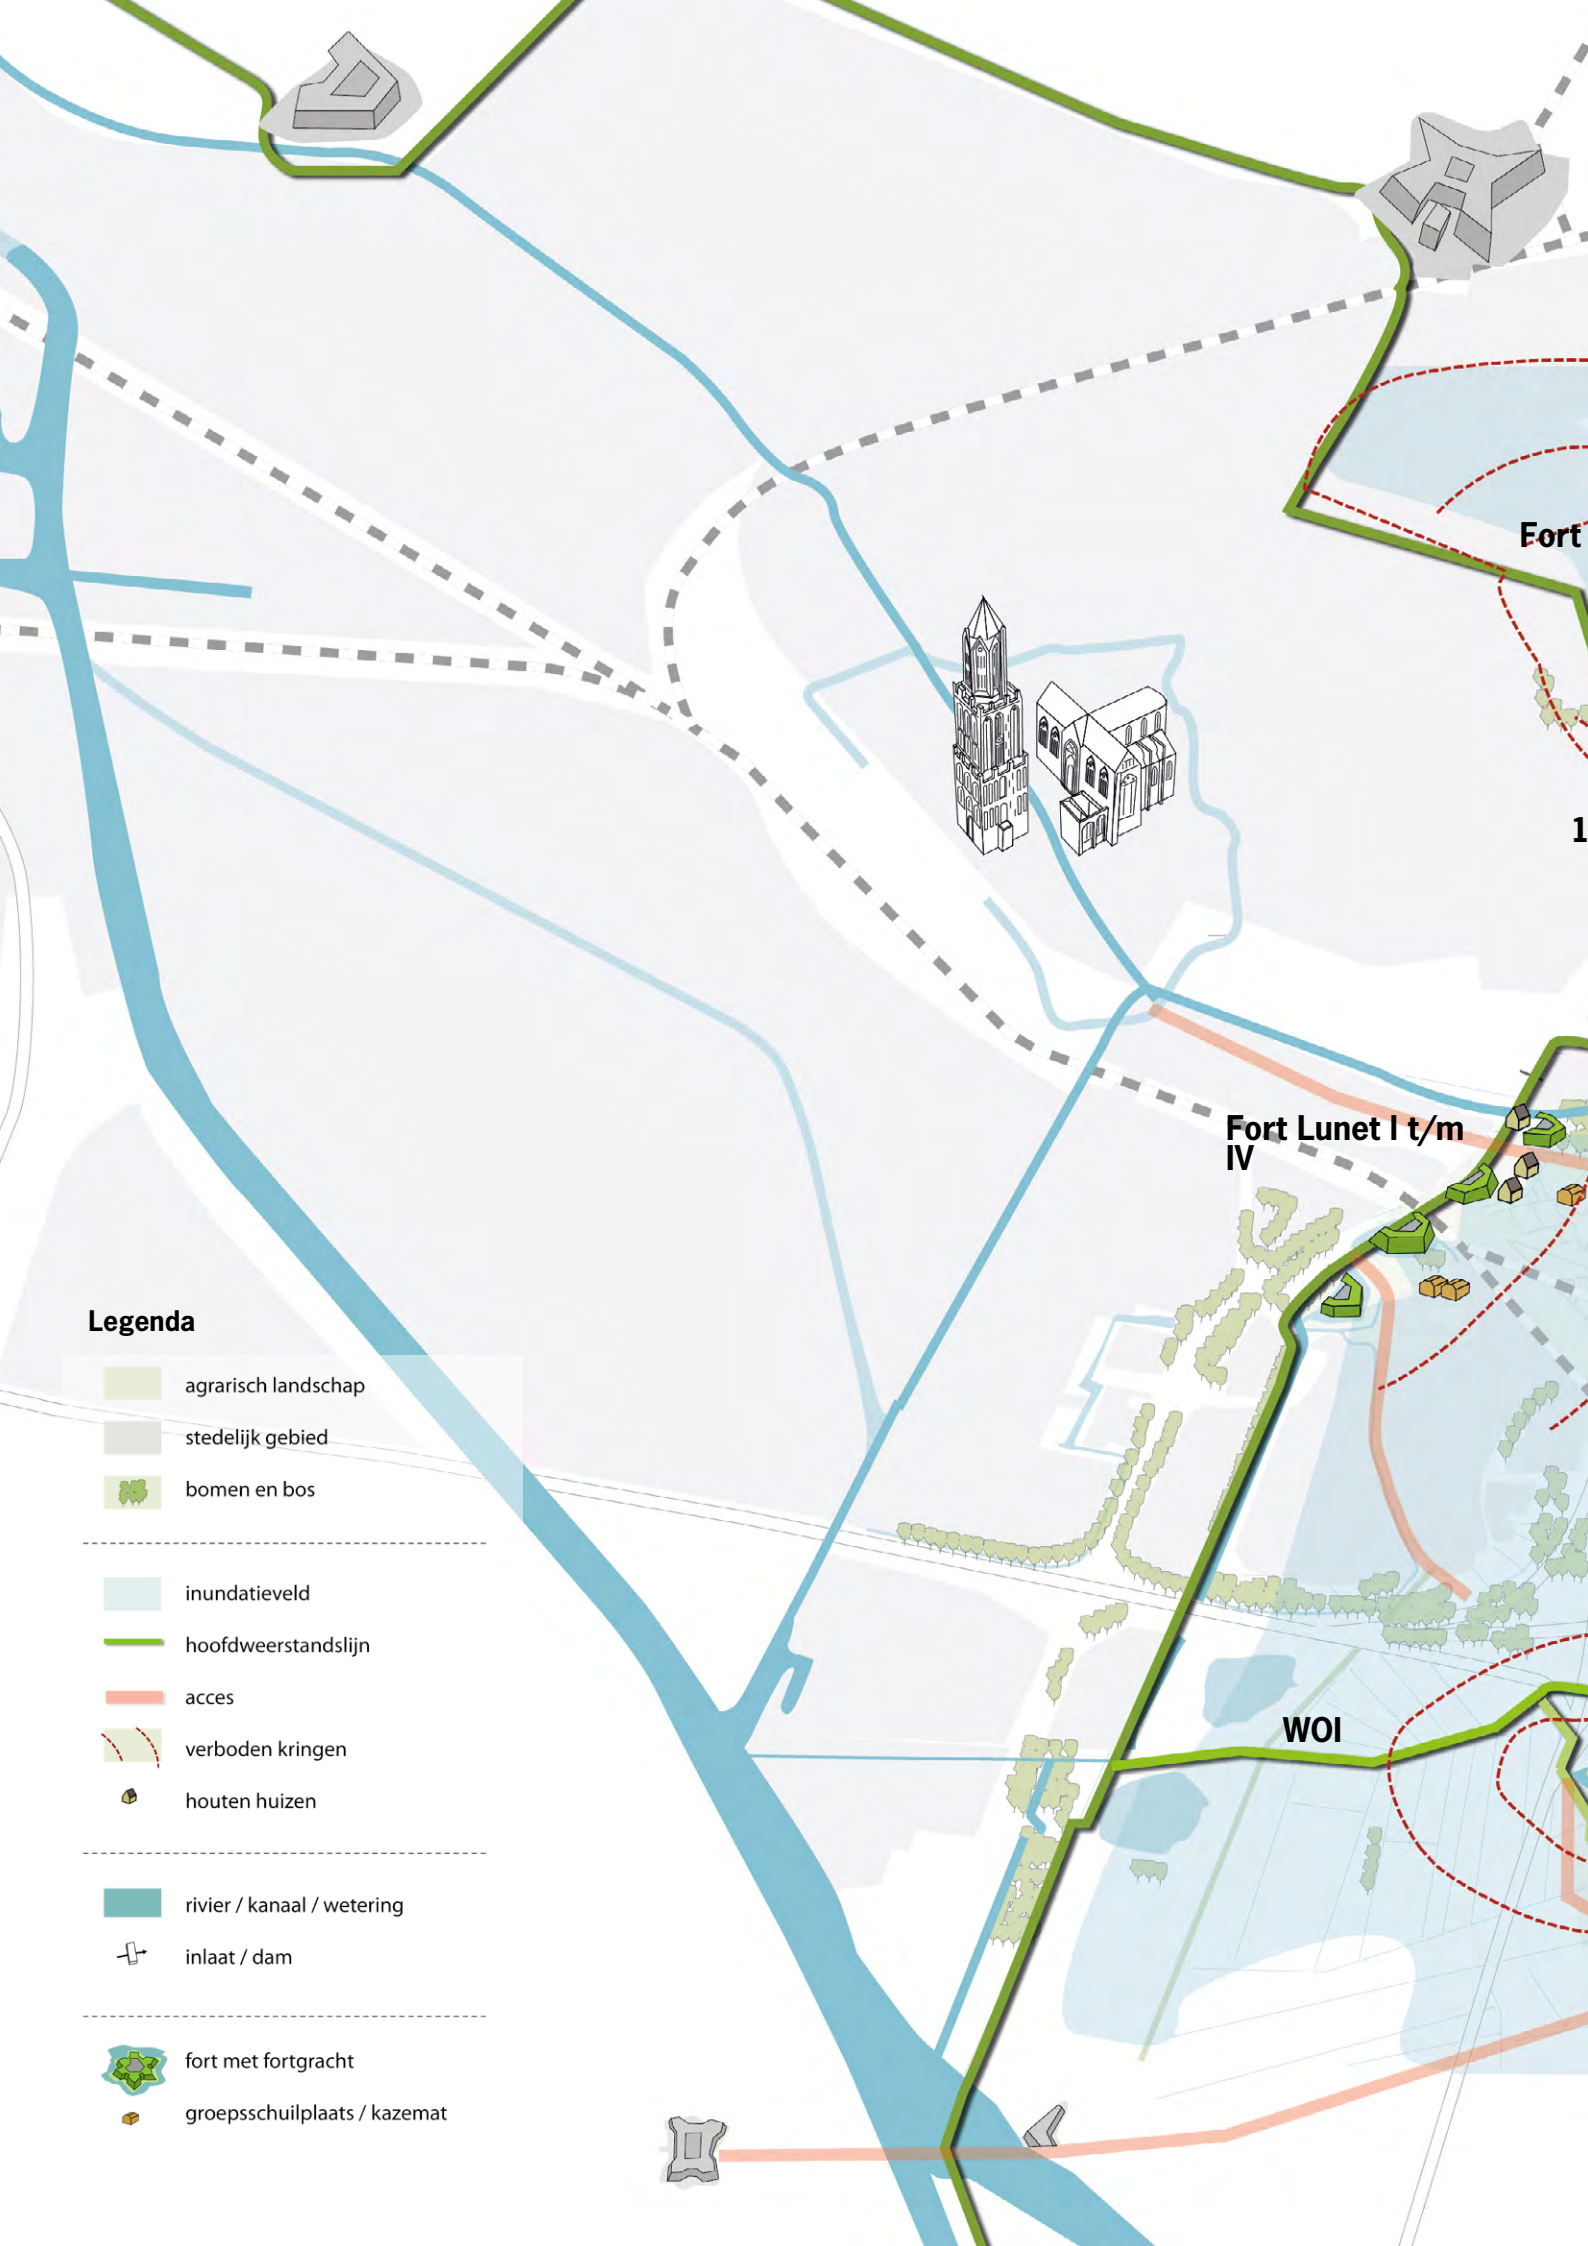 Fort
1
Fort Lunet I t/m
IV
Legenda
agrarisch landschap
stedelijk gebied
bomen en bos
inundatieveld
hoofdweerstandslijn
acces
verboden kringen
houten huizen
WOI
rivier / kanaal / wetering
inlaat / dam
fort met fortgracht
groepsschuilplaats / kazemat